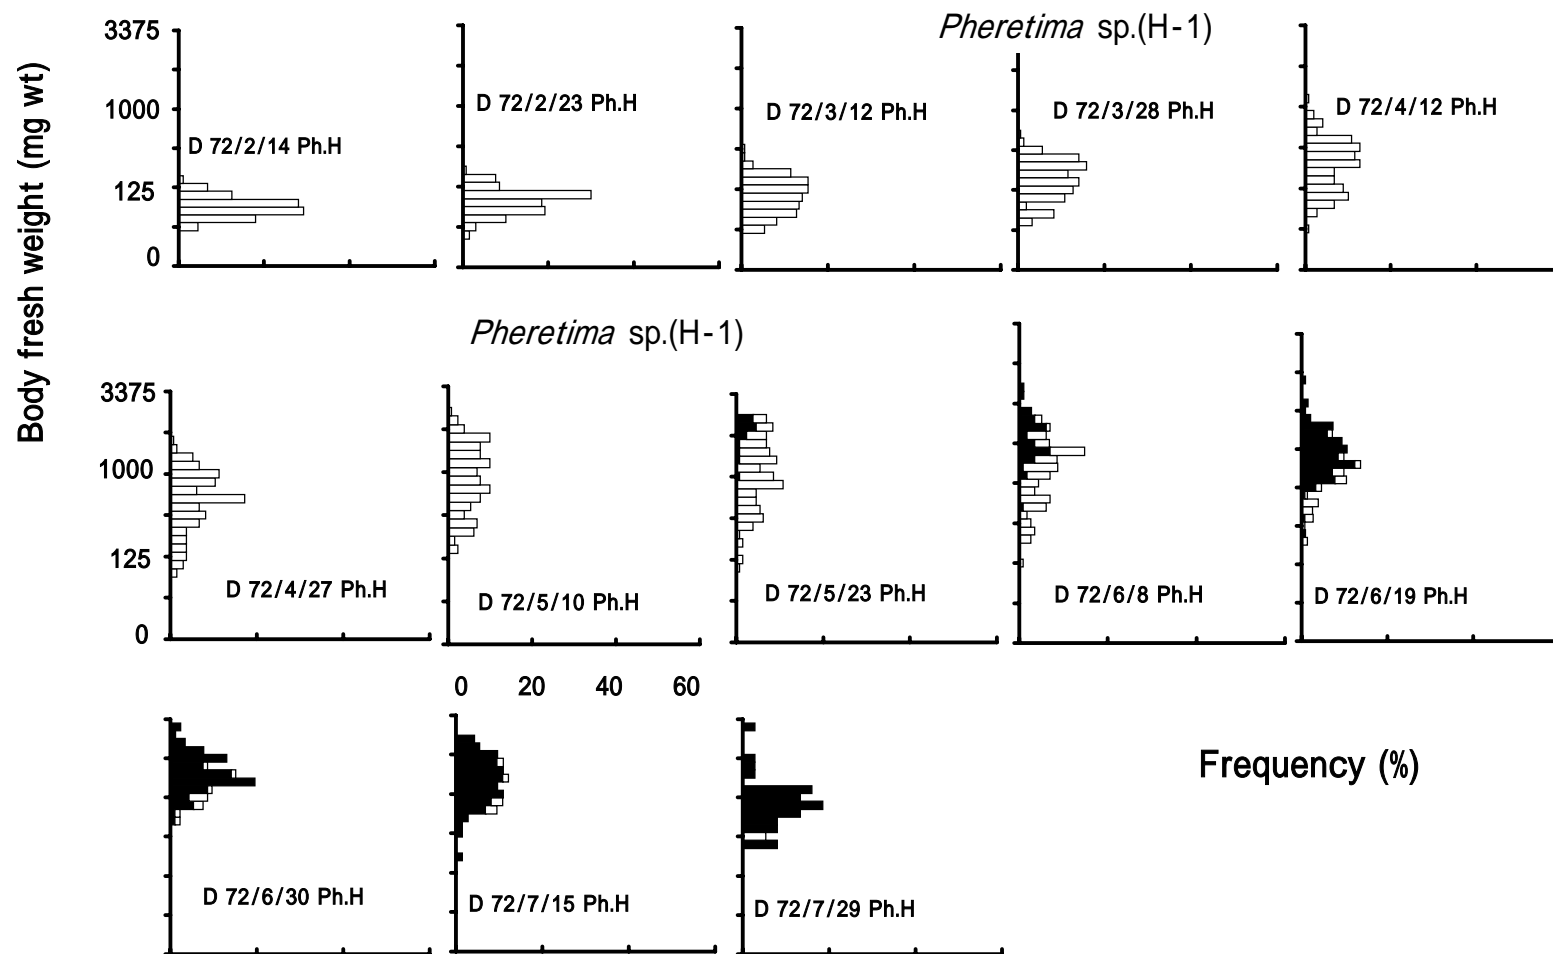 Pheretima sp.(H-1)
Body fresh weight (mg wt)
3375
1000
125
0
D 72/2/14 Ph.H
D 72/2/23 Ph.H
D 72/3/12 Ph.H
D 72/3/28 Ph.H
D 72/4/12 Ph.H
Pheretima sp.(H-1)
3375
1000
125
0
D 72/4/27 Ph.H
D 72/5/10 Ph.H
D 72/5/23 Ph.H
D 72/6/8 Ph.H
D 72/6/19 Ph.H
0 20 40 60
Frequency (%)
D 72/6/30 Ph.H
D 72/7/15 Ph.H
D 72/7/29 Ph.H